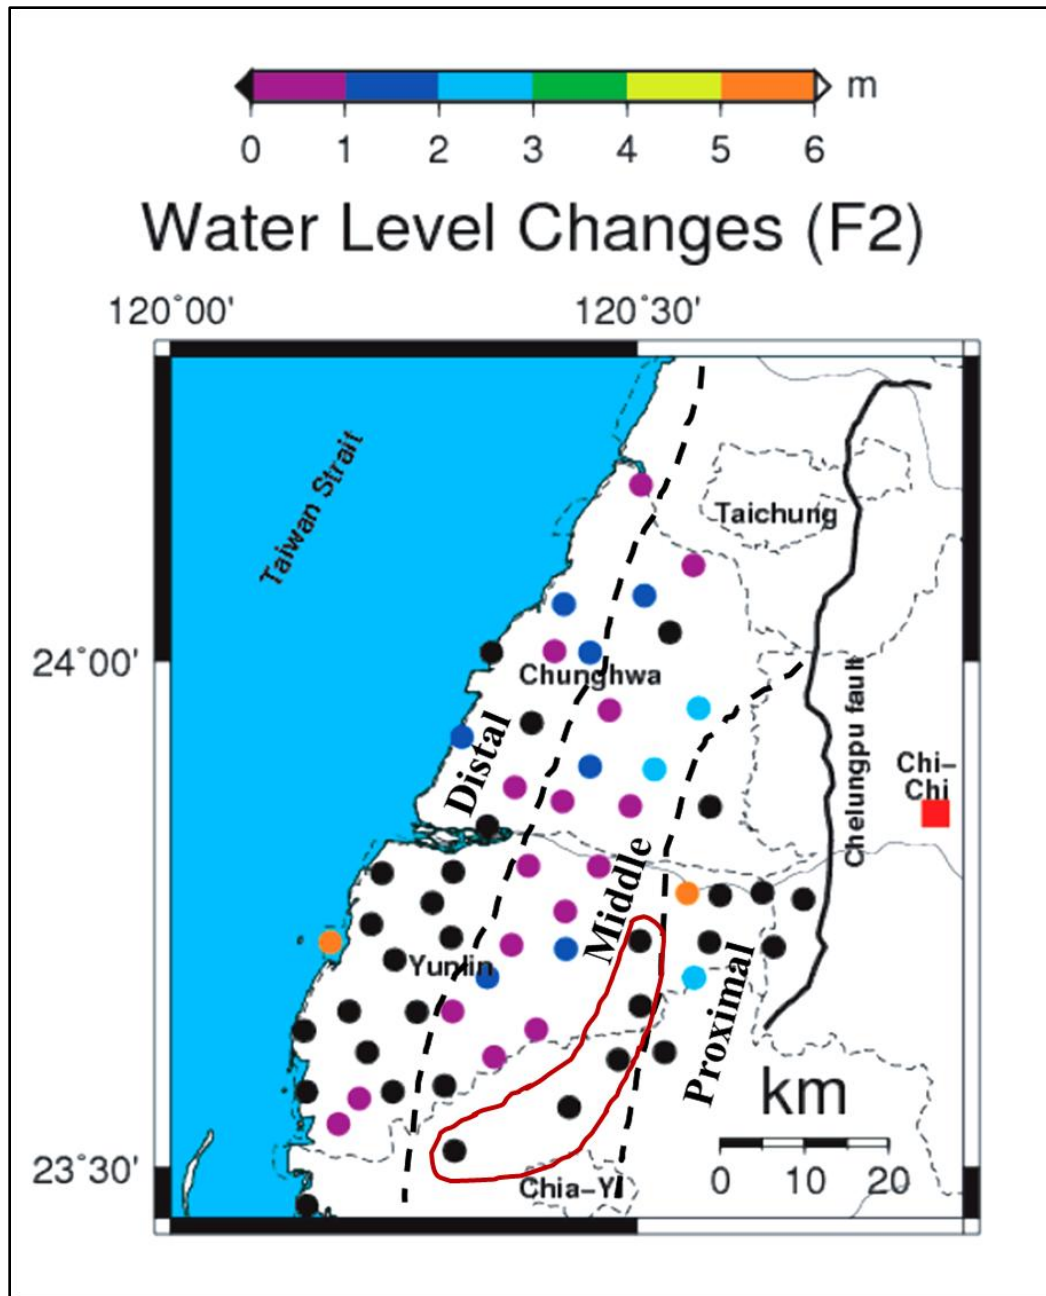 m
0 1 2 3 4 5 6
Water Level Changes (F2)
120°00' 120°30'
Taiwan Strait
Taichung
24°00'
Chunghwa
Distal
Chelungpu fault
Chi–
Chi
Middle
Yunlin
Proximal
km
0 10 20
23°30'
Chia–Yi